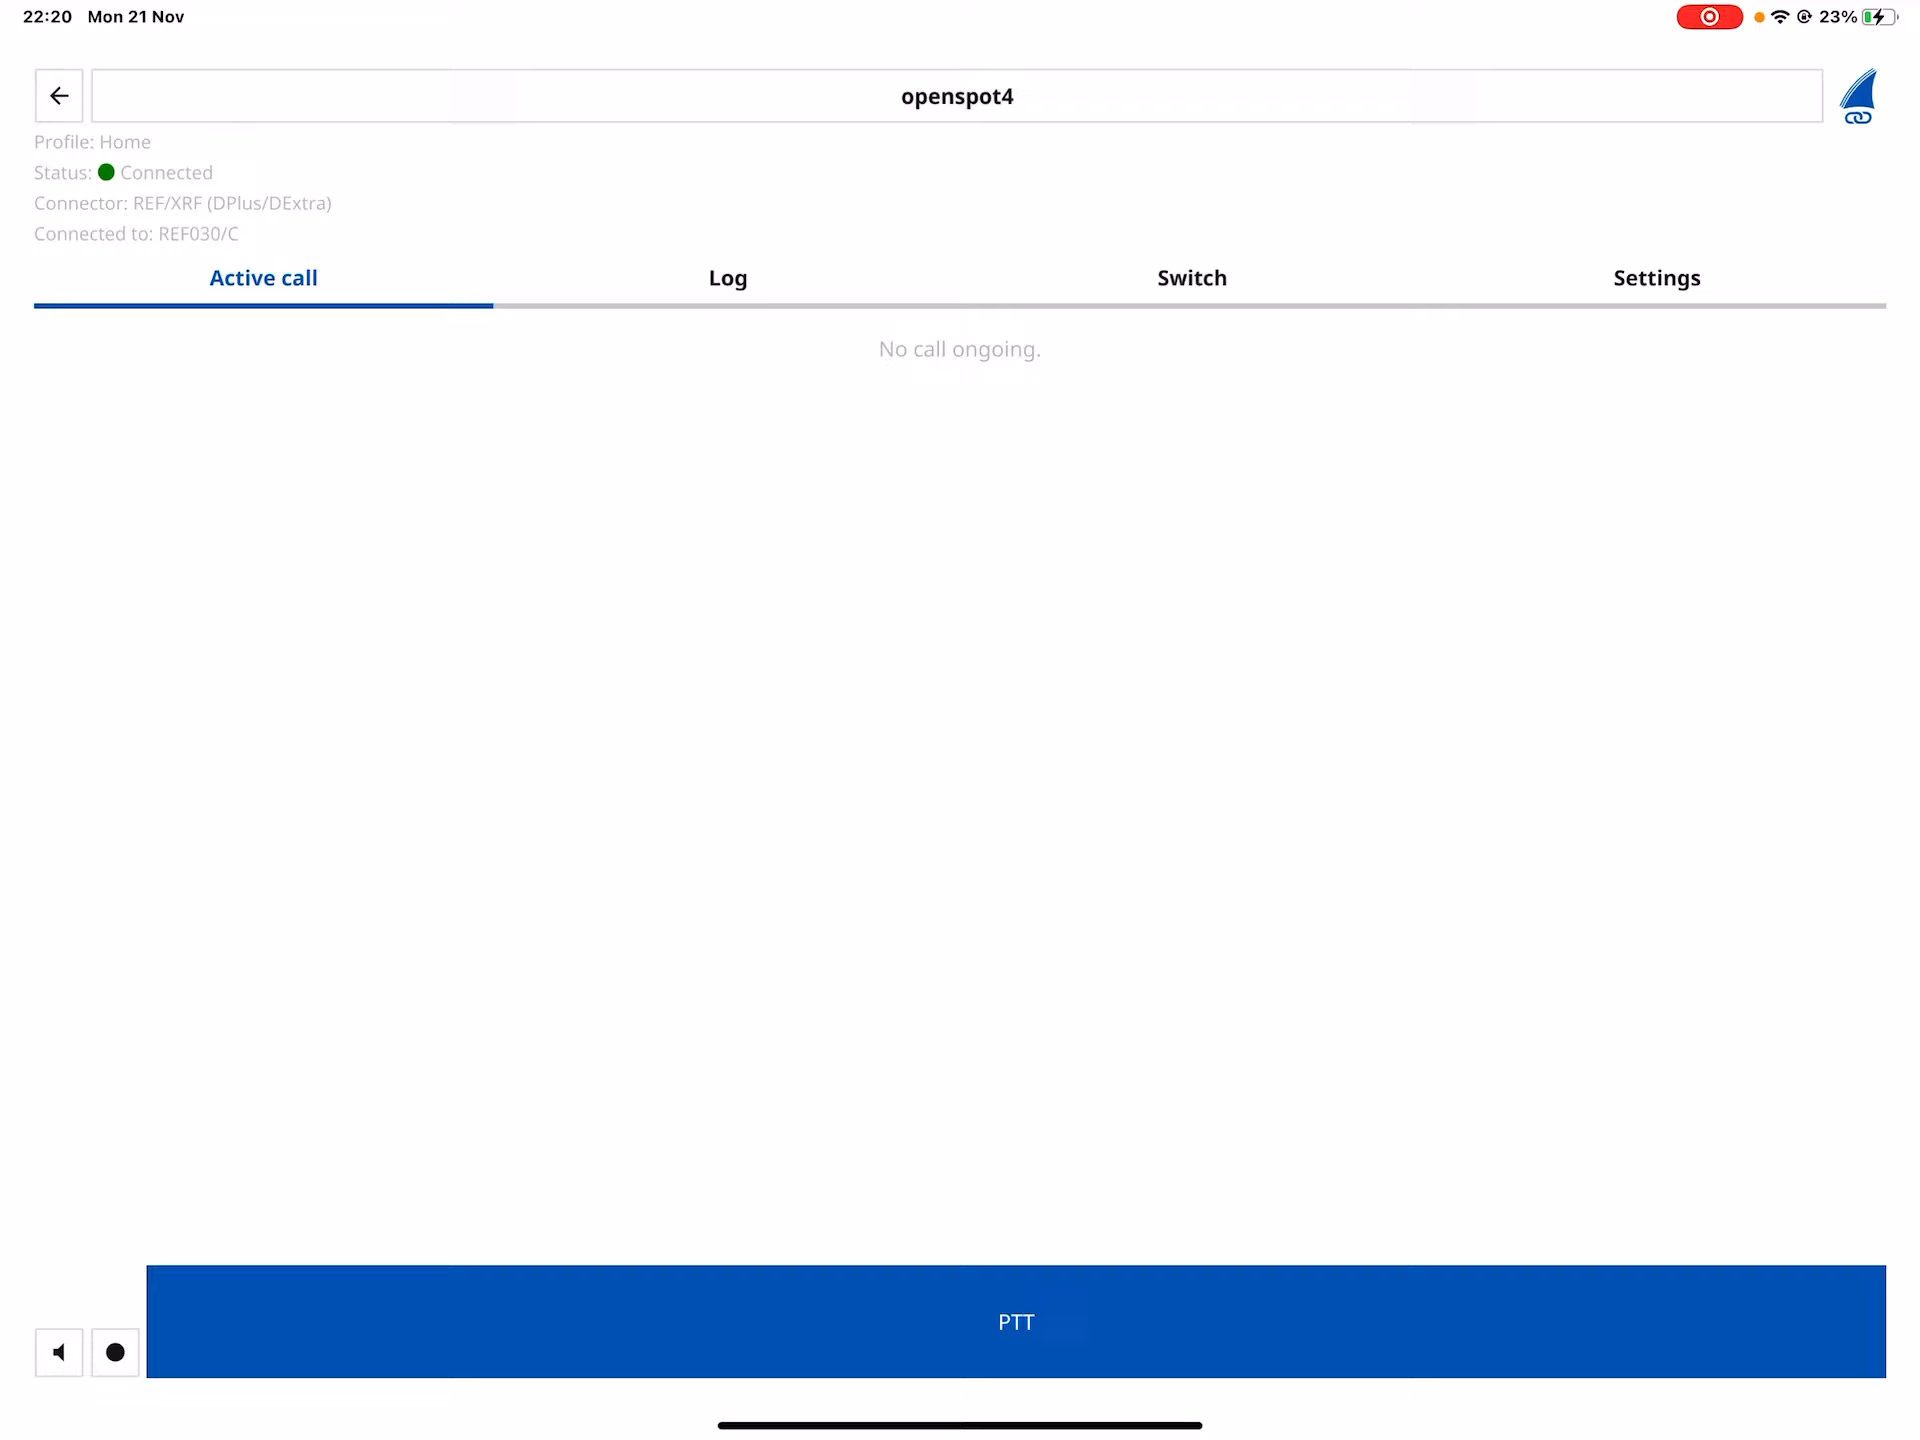 22:20 Mon 21 Nov 23%
openspot4
Profile: Home
Status: Connected
Connector: REF/XRF (DPlus/DExtra)
Connected to: REF030/C
Active call Log Switch Settings
No call ongoing.
PTT